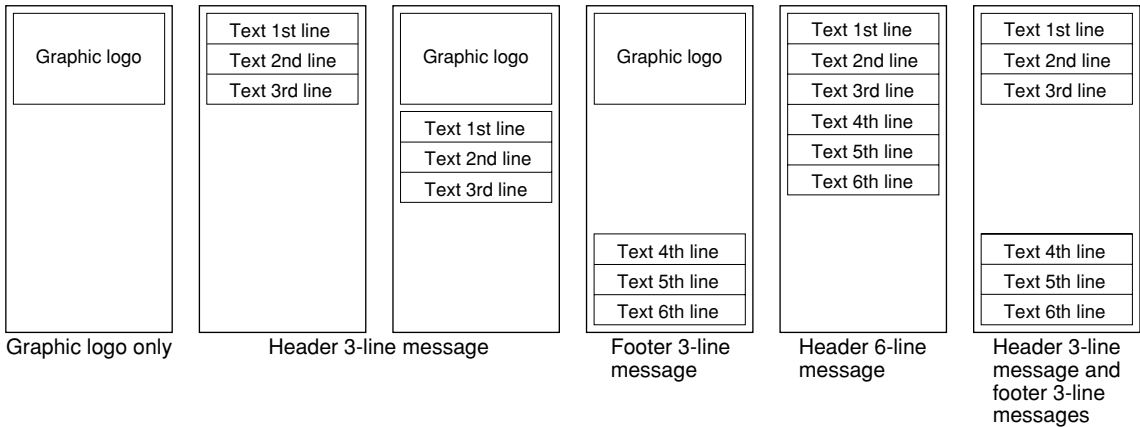 Graphic logo
Graphic logo only
Text 1st line
Text 2nd line
Text 3rd line
Graphic logo
Text 1st line
Text 2nd line
Text 3rd line
Header 3-line message
Graphic logo
Text 4th line
Text 5th line
Text 6th line
Footer 3-line
message
Text 1st line
Text 2nd line
Text 3rd line
Text 4th line
Text 5th line
Text 6th line
Header 6-line
message
Text 1st line
Text 2nd line
Text 3rd line
Text 4th line
Text 5th line
Text 6th line
Header 3-line
message and
footer 3-line
messages